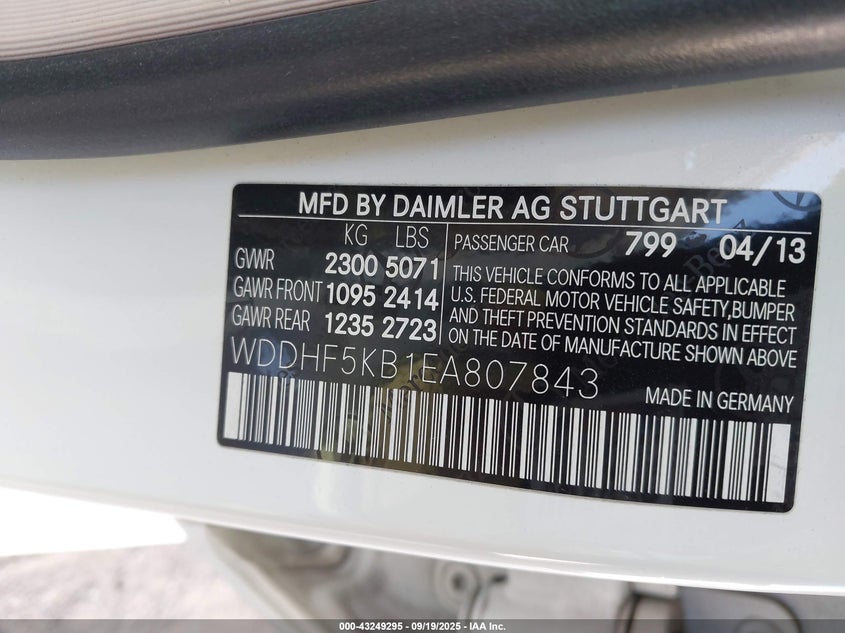 MFD BY DAIMLER AG STUTTGART
KG LBS
GVWR 2300 5071
GAWR FRONT 1095 2414
GAWR REAR 1235 2723
PASSENGER CAR 799 04/13
THIS VEHICLE CONFORMS TO ALL APPLICABLE
U.S. FEDERAL MOTOR VEHICLE SAFETY,BUMPER
AND THEFT PREVENTION STANDARDS IN EFFECT
ON THE DATE OF MANUFACTURE SHOWN ABOVE
WDDHF5KB1EA807843
MADE IN GERMANY
000-43249295 - 09/19/2025 - IAA Inc.